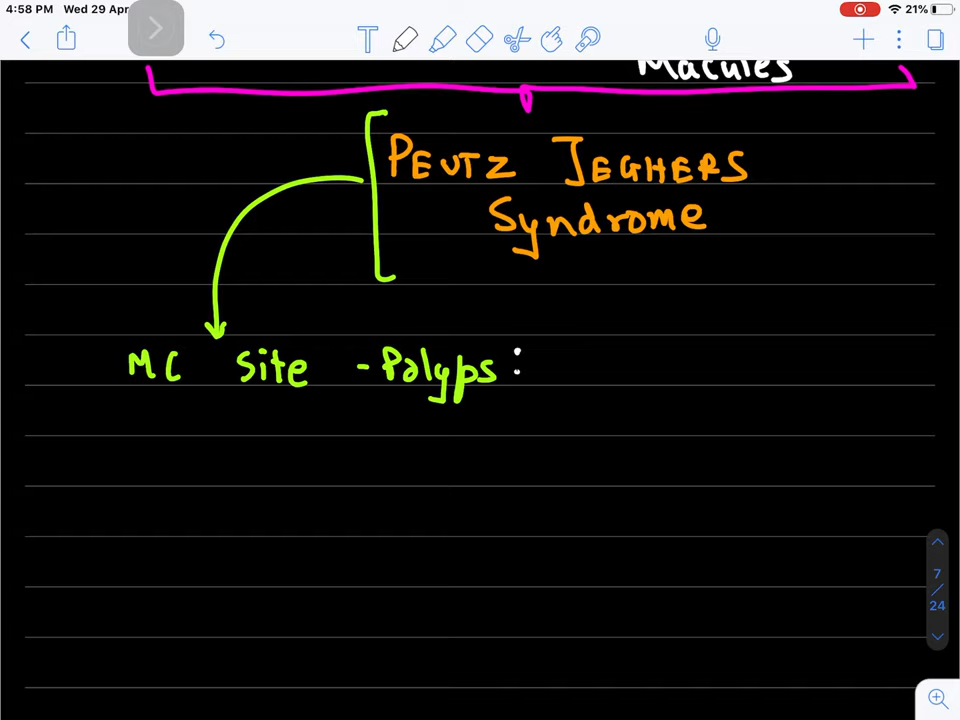 4:58 PM Wed 29 Apr 21%
T
Macules
PEUTZ JEGHERS
Syndrome
MC Site - Polyps :
7
/
24